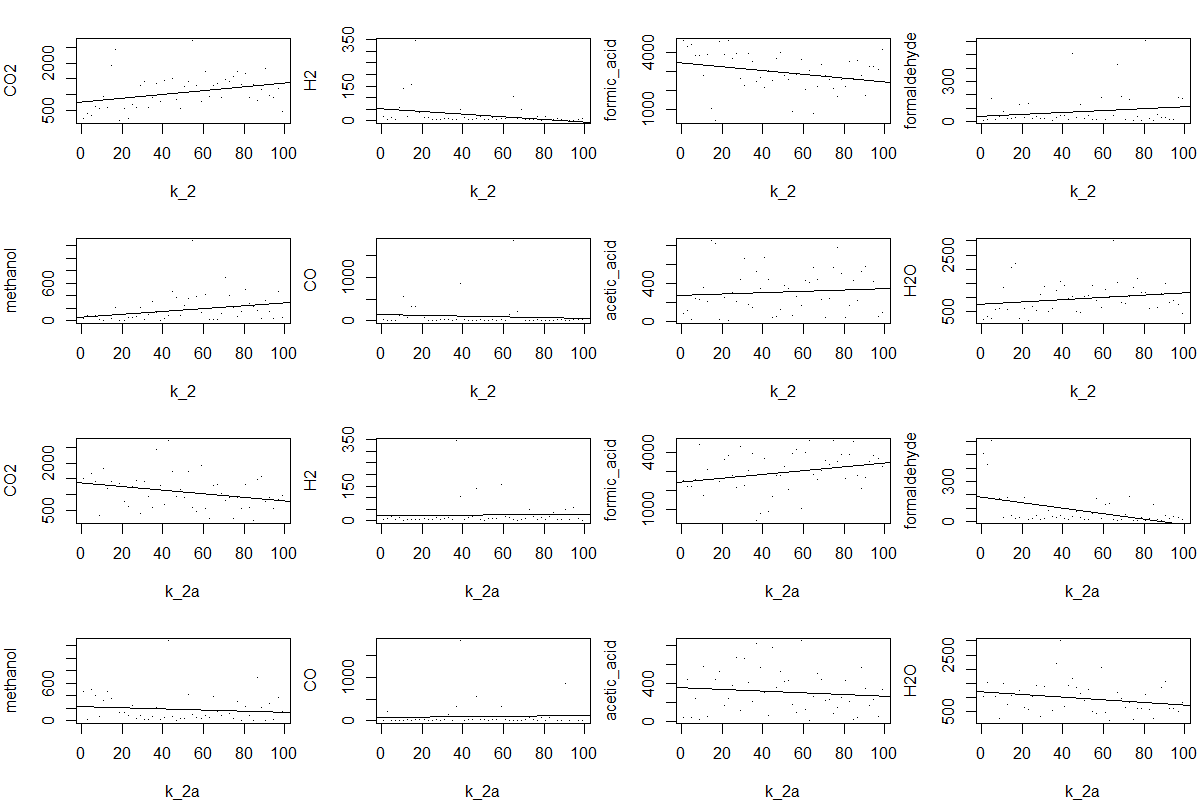 CO2 500 2000 0 20 40 60 80 100 k_2
H2 0 50 150 350 0 20 40 60 80 100 k_2
formic_acid 1000 4000 0 20 40 60 80 100 k_2
formaldehyde 0 300 0 20 40 60 80 100 k_2
methanol 0 600 0 20 40 60 80 100 k_2
CO 0 1000 0 20 40 60 80 100 k_2
acetic_acid 0 400 0 20 40 60 80 100 k_2
H2O 500 2500 0 20 40 60 80 100 k_2
CO2 500 2000 0 20 40 60 80 100 k_2a
H2 0 150 350 0 20 40 60 80 100 k_2a
formic_acid 1000 4000 0 20 40 60 80 100 k_2a
formaldehyde 0 300 0 20 40 60 80 100 k_2a
methanol 0 600 0 20 40 60 80 100 k_2a
CO 0 1000 0 20 40 60 80 100 k_2a
acetic_acid 0 400 0 20 40 60 80 100 k_2a
H2O 500 2500 0 20 40 60 80 100 k_2a